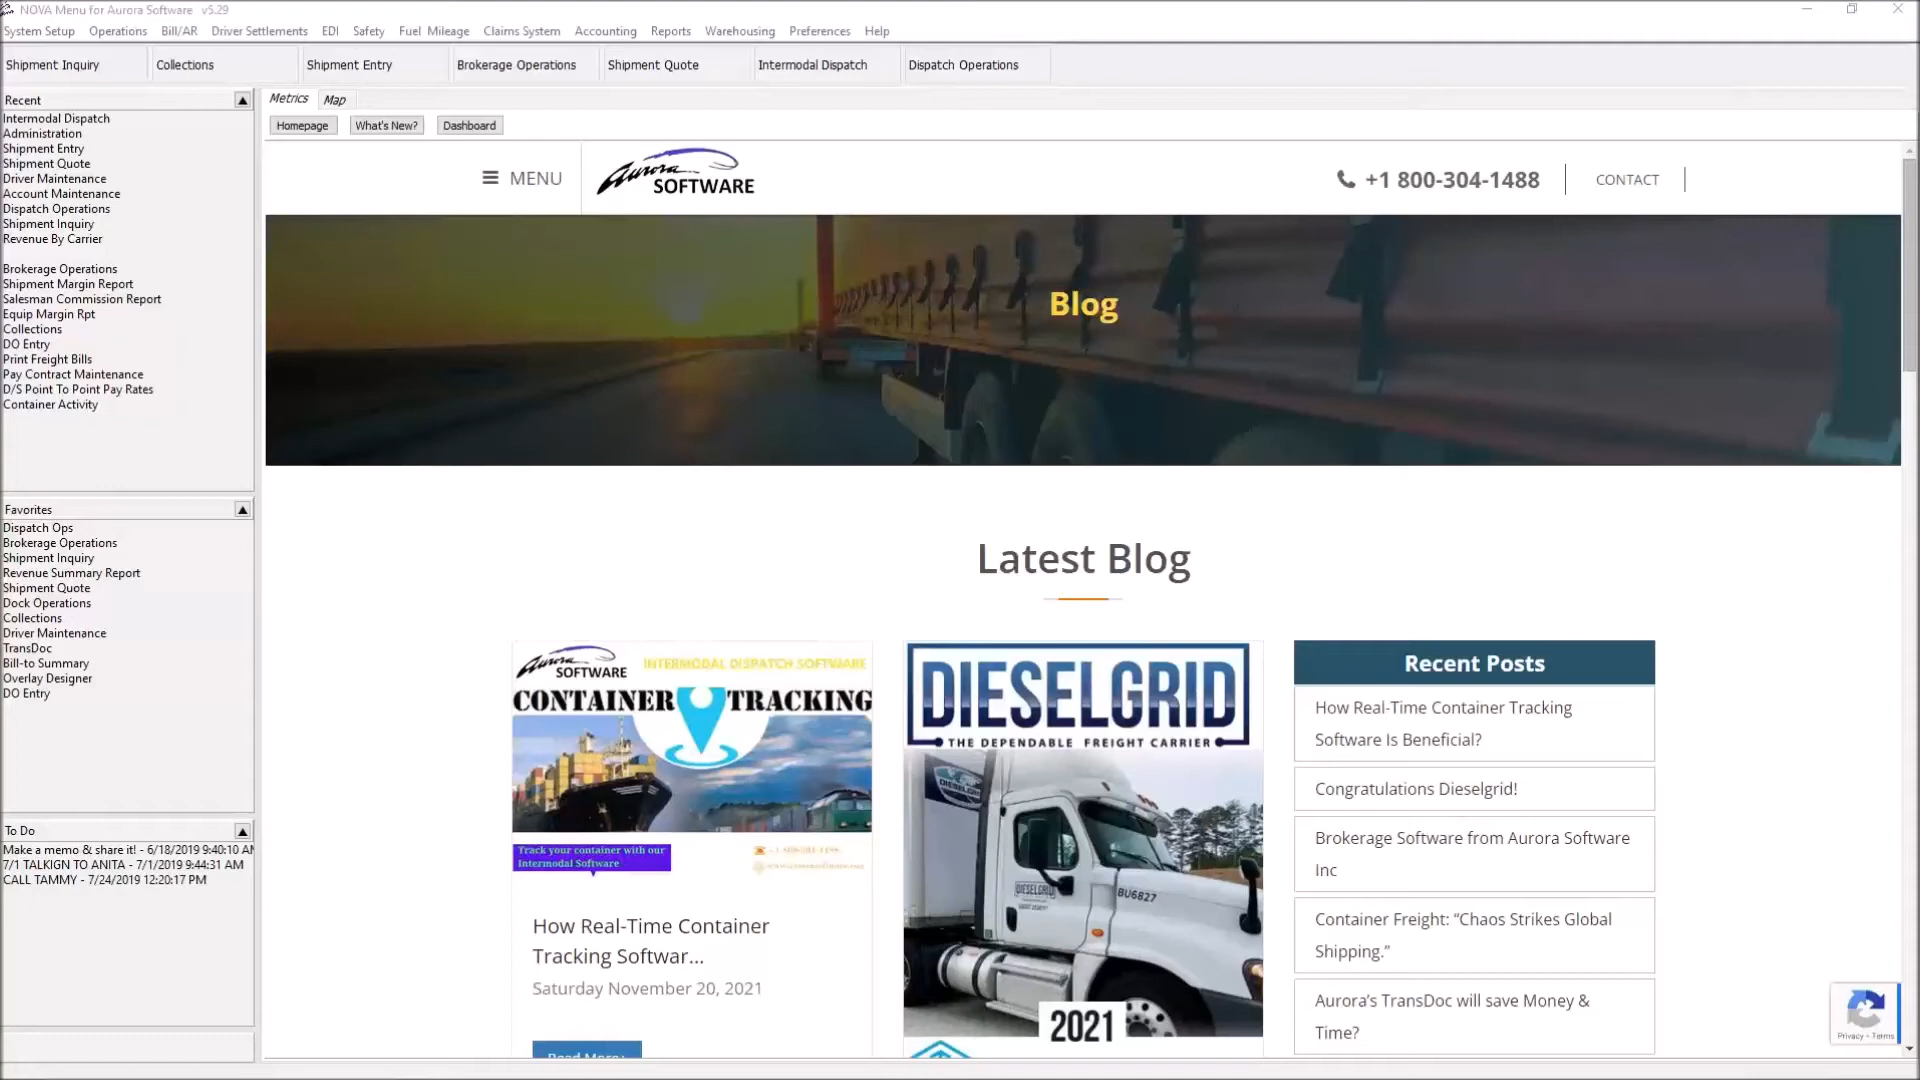 NOVA Menu for Aurora Software v5.29
System Setup Operations Bill/AR Driver Settlements EDI Safety Fuel Mileage Claims System Accounting Reports Warehousing Preferences Help
Shipment Inquiry Collections Shipment Entry Brokerage Operations Shipment Quote Intermodal Dispatch Dispatch Operations
Recent
Intermodal Dispatch
Administration
Shipment Entry
Shipment Quote
Driver Maintenance
Account Maintenance
Dispatch Operations
Shipment Inquiry
Revenue By Carrier
Brokerage Operations
Shipment Margin Report
Salesman Commission Report
Equip Margin Rpt
Collections
DO Entry
Print Freight Bills
Pay Contract Maintenance
D/S Point To Point Pay Rates
Container Activity
Favorites
Dispatch Ops
Brokerage Operations
Shipment Inquiry
Revenue Summary Report
Shipment Quote
Dock Operations
Collections
Driver Maintenance
TransDoc
Bill-to Summary
Overlay Designer
DO Entry
To Do
Make a memo & share it! - 6/18/2019 9:40:10 AM
7/1 TALKIGN TO ANITA - 7/1/2019 9:44:31 AM
CALL TAMMY - 7/24/2019 12:20:17 PM
Metrics Map
Homepage What's New? Dashboard
MENU Aurora SOFTWARE +1 800-304-1488 CONTACT
Blog
Latest Blog
Aurora SOFTWARE INTERMODAL DISPATCH SOFTWARE
CONTAINER TRACKING
Track your container with our
Intermodal Software
How Real-Time Container
Tracking Softwar...
Saturday November 20, 2021
Read More
DIESELGRID
THE DEPENDABLE FREIGHT CARRIER
DIESELGRID
DIESELGRID
BU6827
2021
Recent Posts
How Real-Time Container Tracking
Software Is Beneficial?
Congratulations Dieselgrid!
Brokerage Software from Aurora Software
Inc
Container Freight: “Chaos Strikes Global
Shipping.”
Aurora’s TransDoc will save Money &
Time?
Privacy - Terms